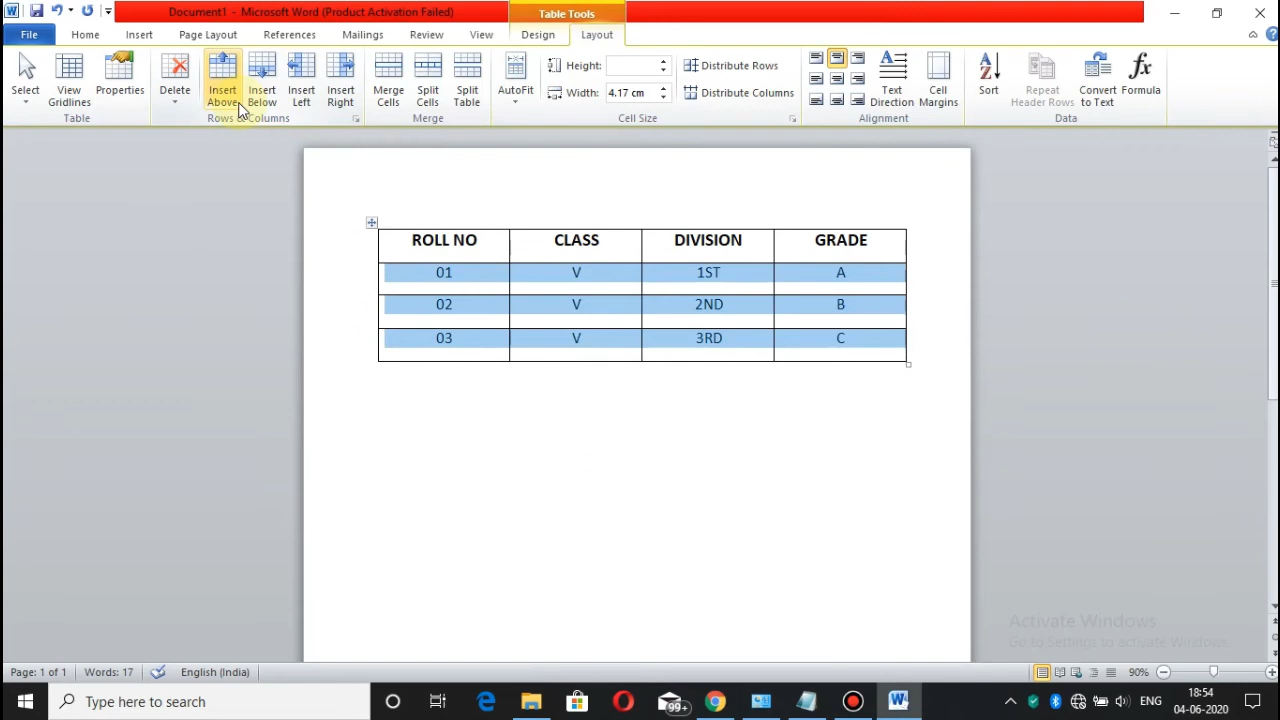 Document1 - Microsoft Word (Product Activation Failed)
Table Tools
File Home Insert Page Layout References Mailings Review View Design Layout
Select
View Gridlines
Properties
Delete
Insert Above
Insert Below
Insert Left
Insert Right
Merge Cells
Split Cells
Split Table
AutoFit
Height:
Width: 4.17 cm
Distribute Rows
Distribute Columns
Text Direction
Cell Margins
Sort
Repeat Header Rows
Convert to Text
Formula
Table
Rows & Columns
Merge
Cell Size
Alignment
Data
ROLL NO CLASS DIVISION GRADE
01 V 1ST A
02 V 2ND B
03 V 3RD C
Activate Windows
Go to Settings to activate Windows.
Page: 1 of 1 Words: 17 English (India) 90%
Type here to search
99+
ENG
18:54
04-06-2020